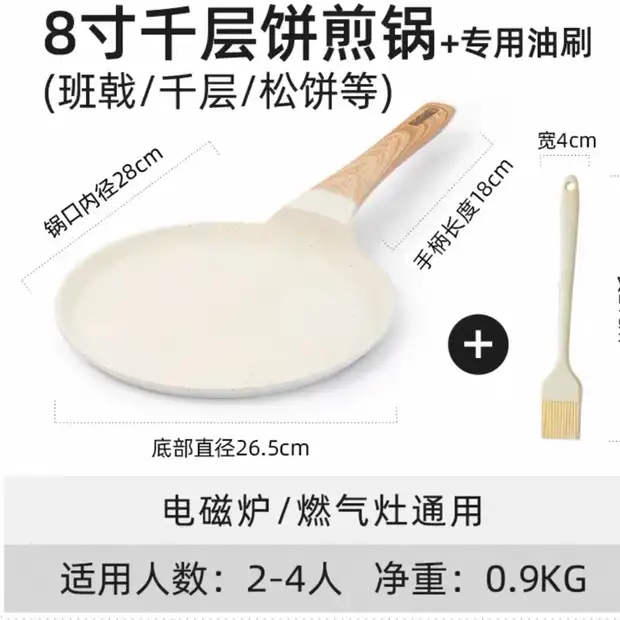 8寸千层饼煎锅+专用油刷
(班戟/千层/松饼等)
宽4cm
锅口内径28cm
手柄长度18cm
底部直径26.5cm
电磁炉/燃气灶通用
适用人数：2-4人 净重：0.9KG